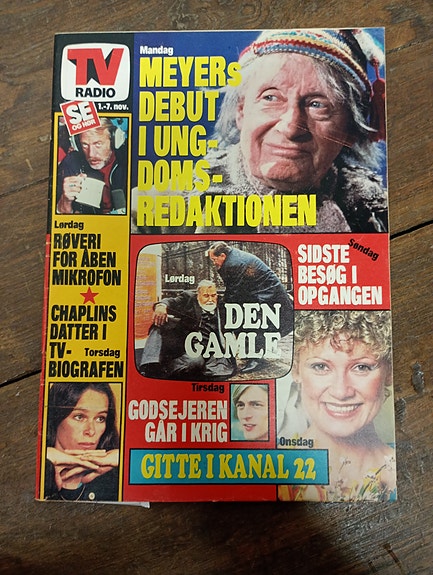 TV
RADIO
SE
OG HØR
1.-7. nov.
Mandag
MEYERs
DEBUT
I UNG-
DOMS-
REDAKTIONEN
Lørdag
RØVERI
FOR ÅBEN
MIKROFON
CHAPLINS
DATTER I
TV-
Torsdag
BIOGRAFEN
Lørdag
DEN
GAMLE
Søndag
SIDSTE
BESØG I
OPGANGEN
Tirsdag
GODSEJEREN
GÅR I KRIG
Onsdag
GITTE I KANAL 22